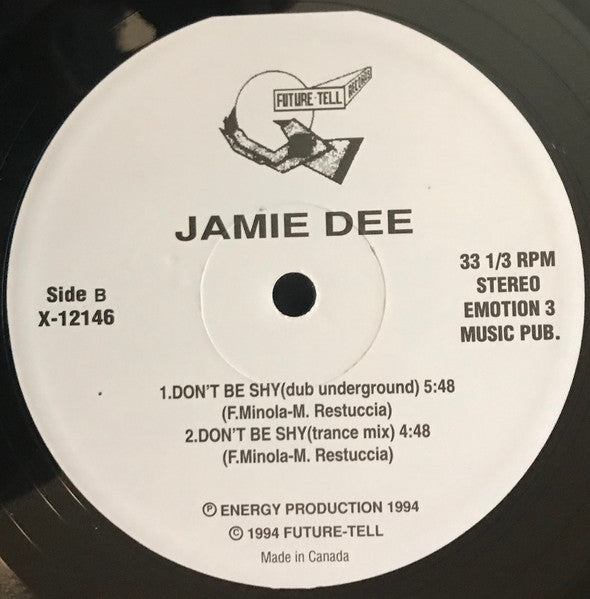 FUTURE-TELL RECORDS
JAMIE DEE
Side B
X-12146
33 1/3 RPM
STEREO
EMOTION 3
MUSIC PUB.
1.DON'T BE SHY(dub underground) 5:48
(F.Minola-M. Restuccia)
2.DON'T BE SHY(trance mix) 4:48
(F.Minola-M. Restuccia)
Ⓟ ENERGY PRODUCTION 1994
© 1994 FUTURE-TELL
Made in Canada